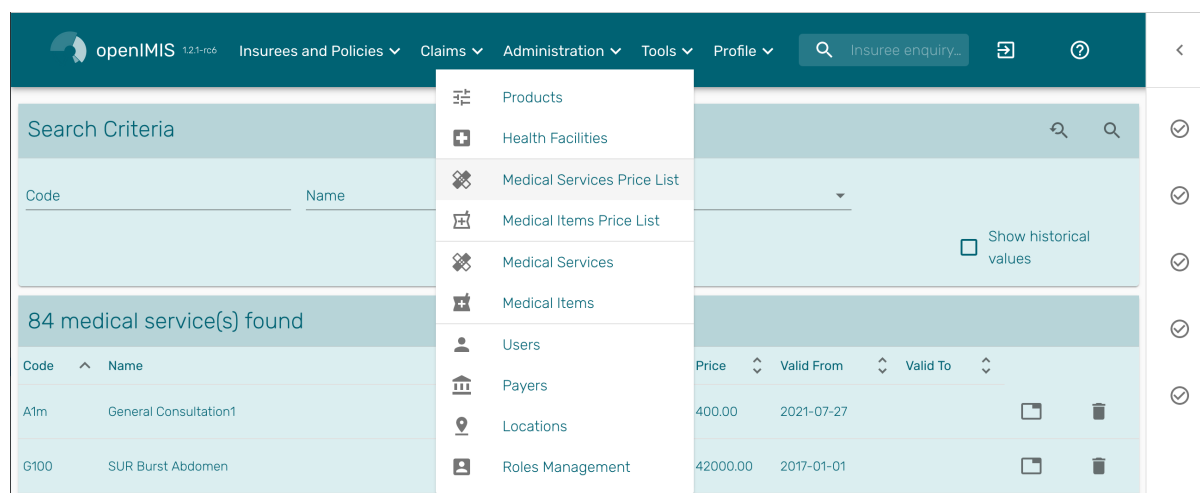 openIMIS 1.2.1-rc6 Insurees and Policies Claims Administration Tools Profile Insuree enquiry...
Products
Search Criteria
Health Facilities
Medical Services Price List
Code Name
Medical Items Price List
Show historical
values
Medical Services
Medical Items
84 medical service(s) found
Users
Code Name Price Valid From Valid To
Payers
A1m General Consultation1 400.00 2021-07-27
Locations
G100 SUR Burst Abdomen 42000.00 2017-01-01
Roles Management